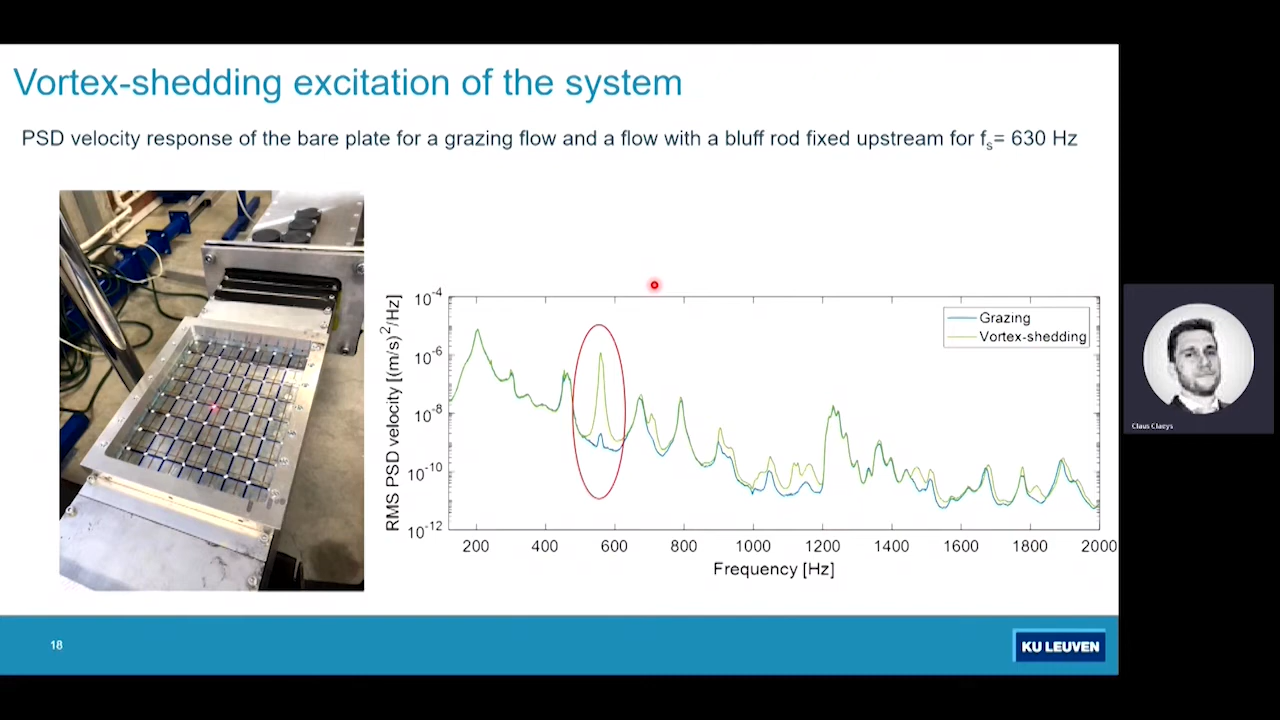 Vortex-shedding excitation of the system
PSD velocity response of the bare plate for a grazing flow and a flow with a bluff rod fixed upstream for fs= 630 Hz
RMS PSD velocity [(m/s)2/Hz]
10-4
10-6
10-8
10-10
10-12
Grazing
Vortex-shedding
200 400 600 800 1000 1200 1400 1600 1800 2000
Frequency [Hz]
Claus Claeys
18
KU LEUVEN